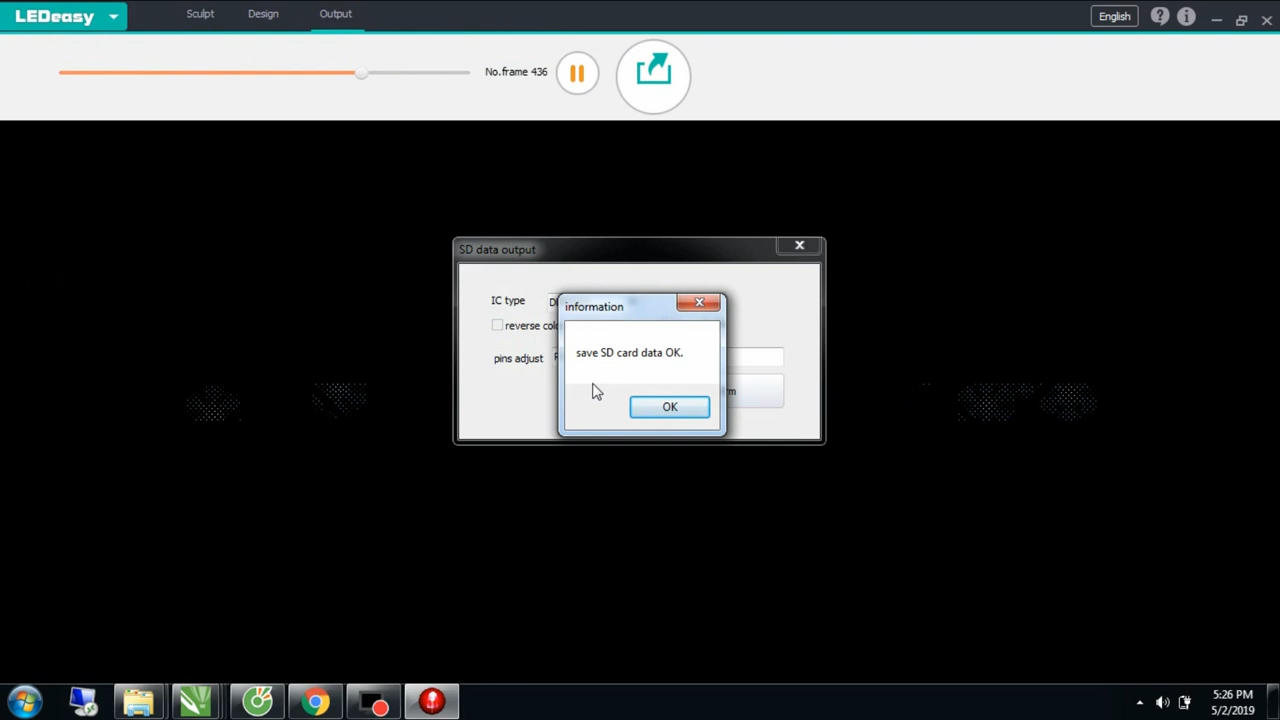 LEDeasy
Sculpt
Design
Output
English
No.frame 436
SD data output
IC type
reverse
pins adjust
information
save SD card data OK.
OK
5:26 PM
5/2/2019